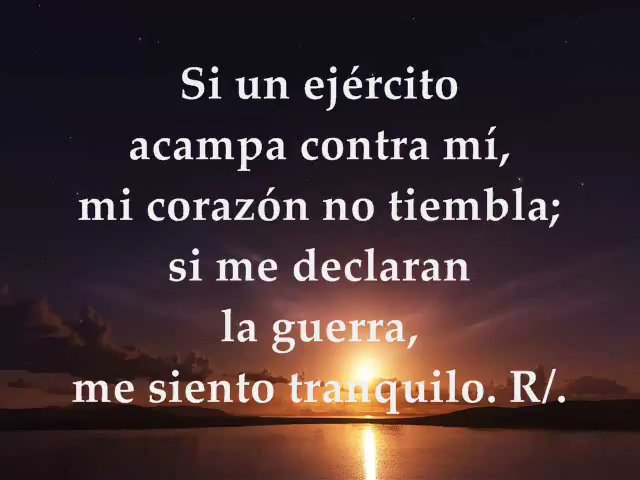 Si un ejército
acampa contra mí,
mi corazón no tiembla;
si me declaran
la guerra,
me siento tranquilo. R/.